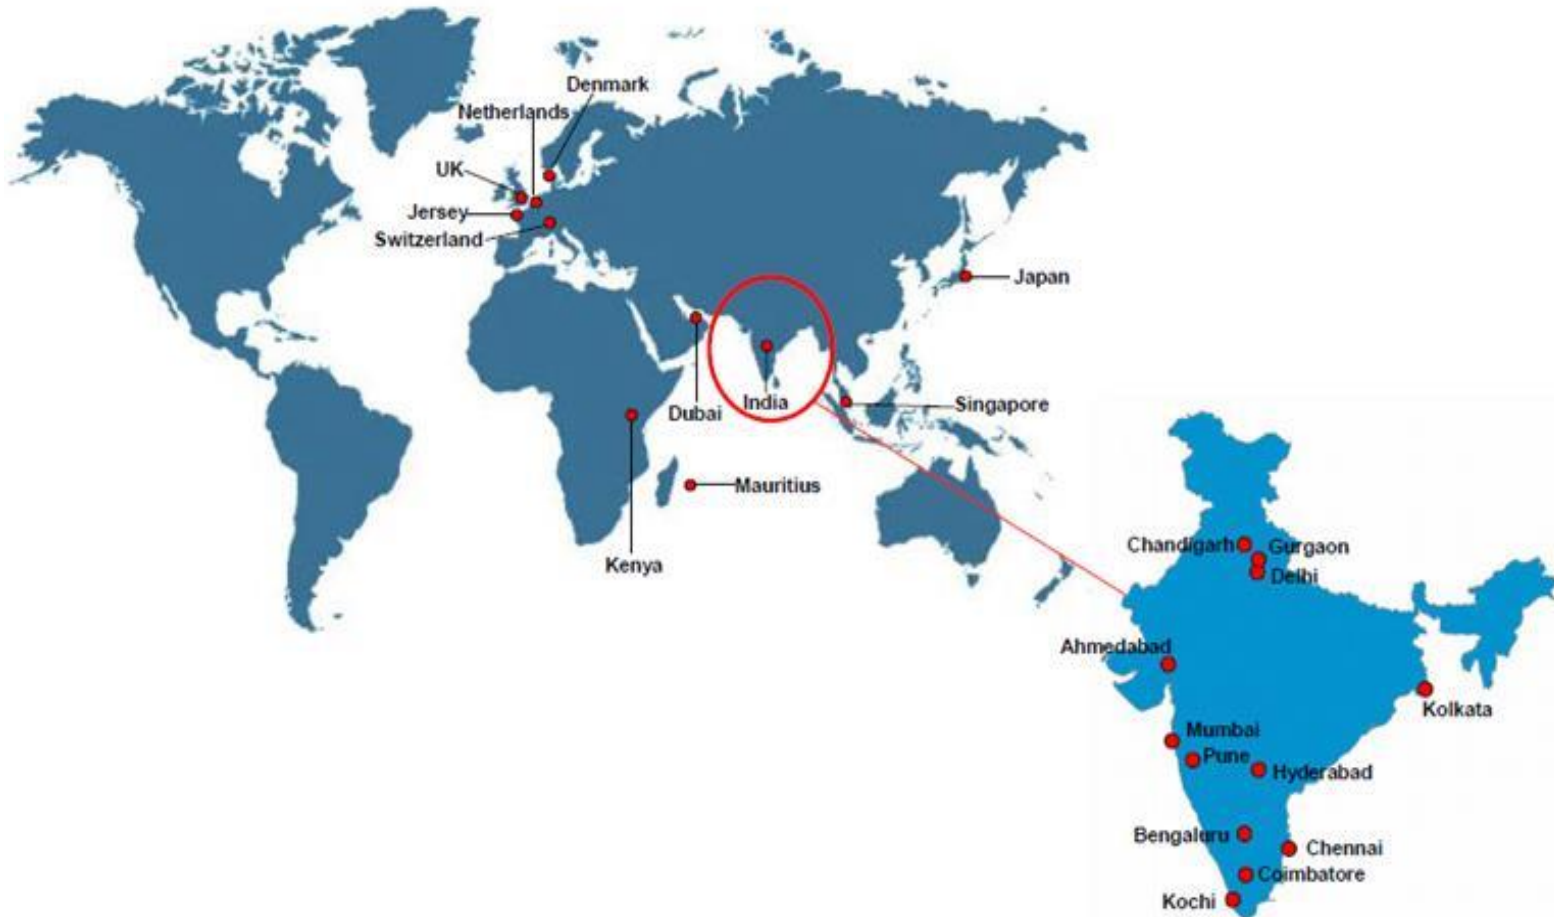 Denmark
Netherlands
UK
Jersey
Switzerland
Japan
Dubai
India
Singapore
Mauritius
Kenya
Chandigarh
Gurgaon
Delhi
Ahmedabad
Kolkata
Mumbai
Pune
Hyderabad
Bengaluru
Chennai
Coimbatore
Kochi